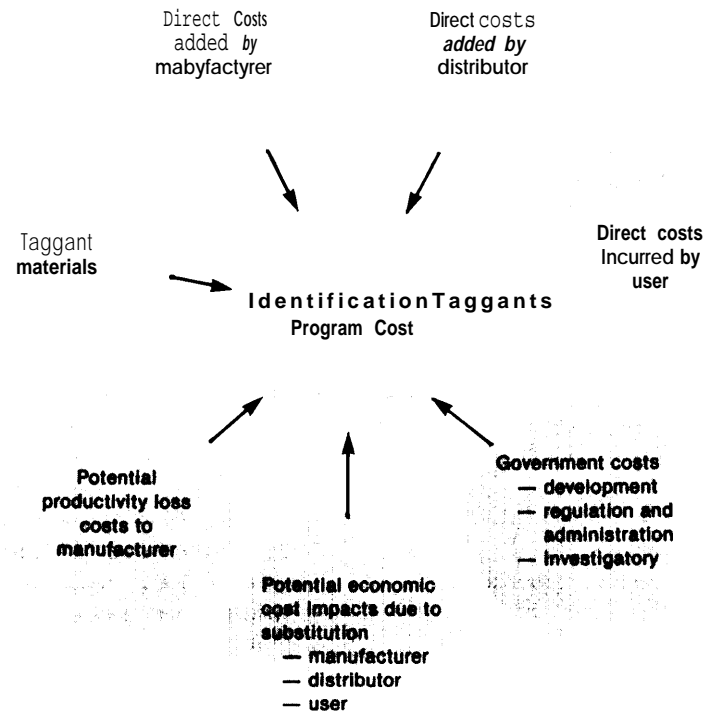 Direct Costs
added by
mabyfactyrer
Direct costs
added by
distributor
Taggant
materials
Direct costs
Incurred by
user
IdentificationTaggants
Program Cost
Potential
productivity loss
costs to
manufacturer
Government costs
— development
— regulation and
administration
— investigatory
Potential economic
cost impacts due to
substitution
— manufacturer
— distributor
— user